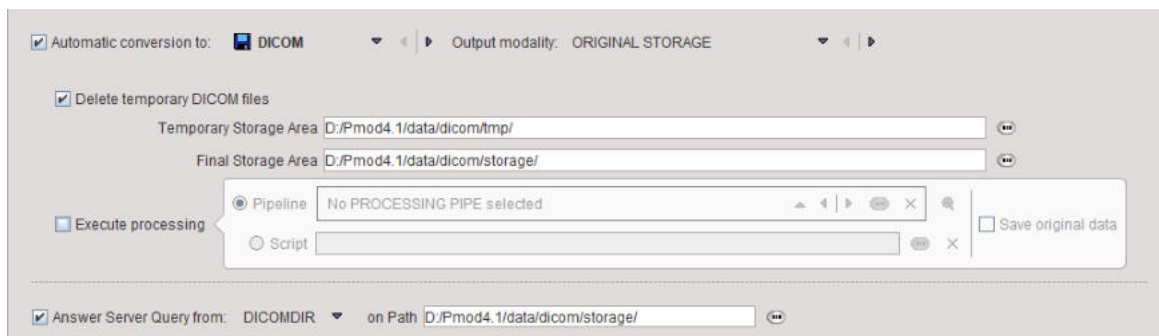 Automatic conversion to: DICOM Output modality: ORIGINAL STORAGE
Delete temporary DICOM files
Temporary Storage Area D:/Pmod4.1/data/dicom/tmp/
Final Storage Area D:/Pmod4.1/data/dicom/storage/
Pipeline No PROCESSING PIPE selected
Execute processing Save original data
Script
Answer Server Query from: DICOMDIR on Path D:/Pmod4.1/data/dicom/storage/